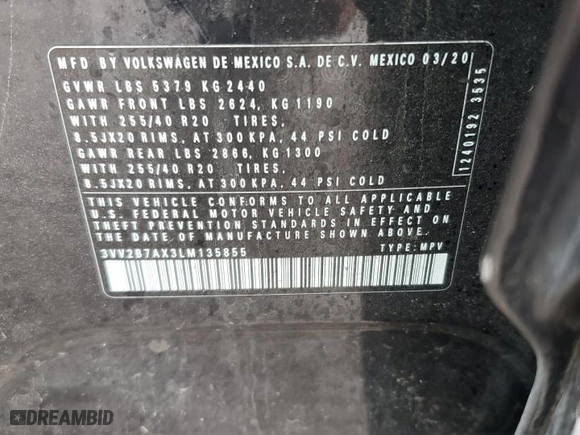 MFD BY VOLKSWAGEN DE MEXICO S.A. DE C.V. MEXICO 03/20
GVWR LBS 5379 KG 2440
GAWR FRONT LBS 2624, KG 1190
WITH 255/40 R20 TIRES,
8.5JX20 RIMS, AT 300 KPA, 44 PSI COLD
GAWR REAR LBS 2866, KG 1300
WITH 255/40 R20 TIRES,
8.5JX20 RIMS, AT 300 KPA, 44 PSI COLD
THIS VEHICLE CONFORMS TO ALL APPLICABLE
U.S. FEDERAL MOTOR VEHICLE SAFETY AND
THEFT PREVENTION STANDARDS IN EFFECT ON
THE DATE OF MANUFACTURE SHOWN ABOVE.
3VV2B7AX3LM135855 TYPE: MPV
1240192 3535
DREAMBID